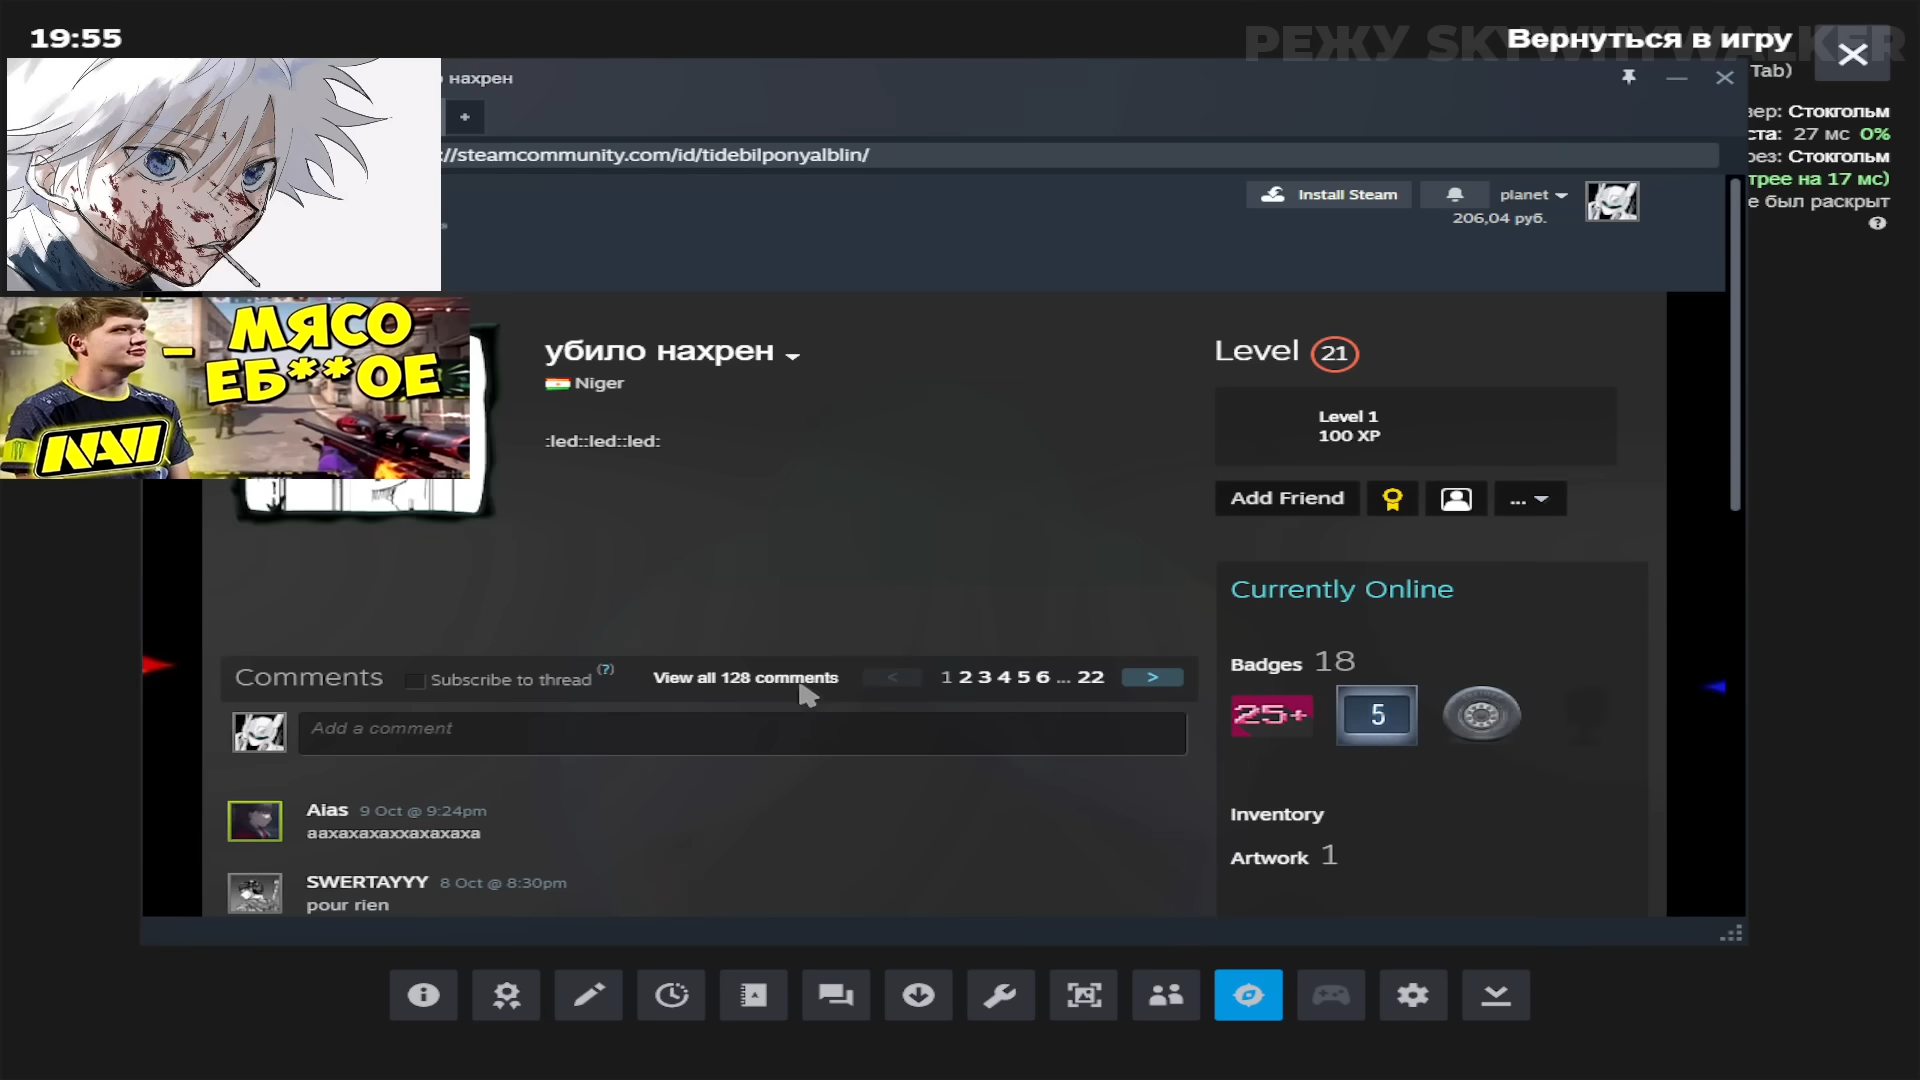 19:55
РЕЖУ SKYWHYWALKER
Вернуться в игру
Tab)
нахрен
+
://steamcommunity.com/id/tidebilponyalblin/
вер: Стокгольм
ста: 27 мс 0%
рез: Стокгольм
трее на 17 мс)
е был раскрыт
?
Install Steam
planet
206,04 руб.
– МЯСО
ЕБ**ОЕ
NAVI
убило нахрен
Niger
:led::led::led:
Level 21
Level 1
100 XP
Add Friend
...
Currently Online
Badges 18
25+
5
Inventory
Artwork 1
Comments
Subscribe to thread (?)
View all 128 comments
< 1 2 3 4 5 6 ... 22 >
Add a comment
Aias 9 Oct @ 9:24pm
aaxaxaxaxxaxaxaxa
SWERTAYYY 8 Oct @ 8:30pm
pour rien